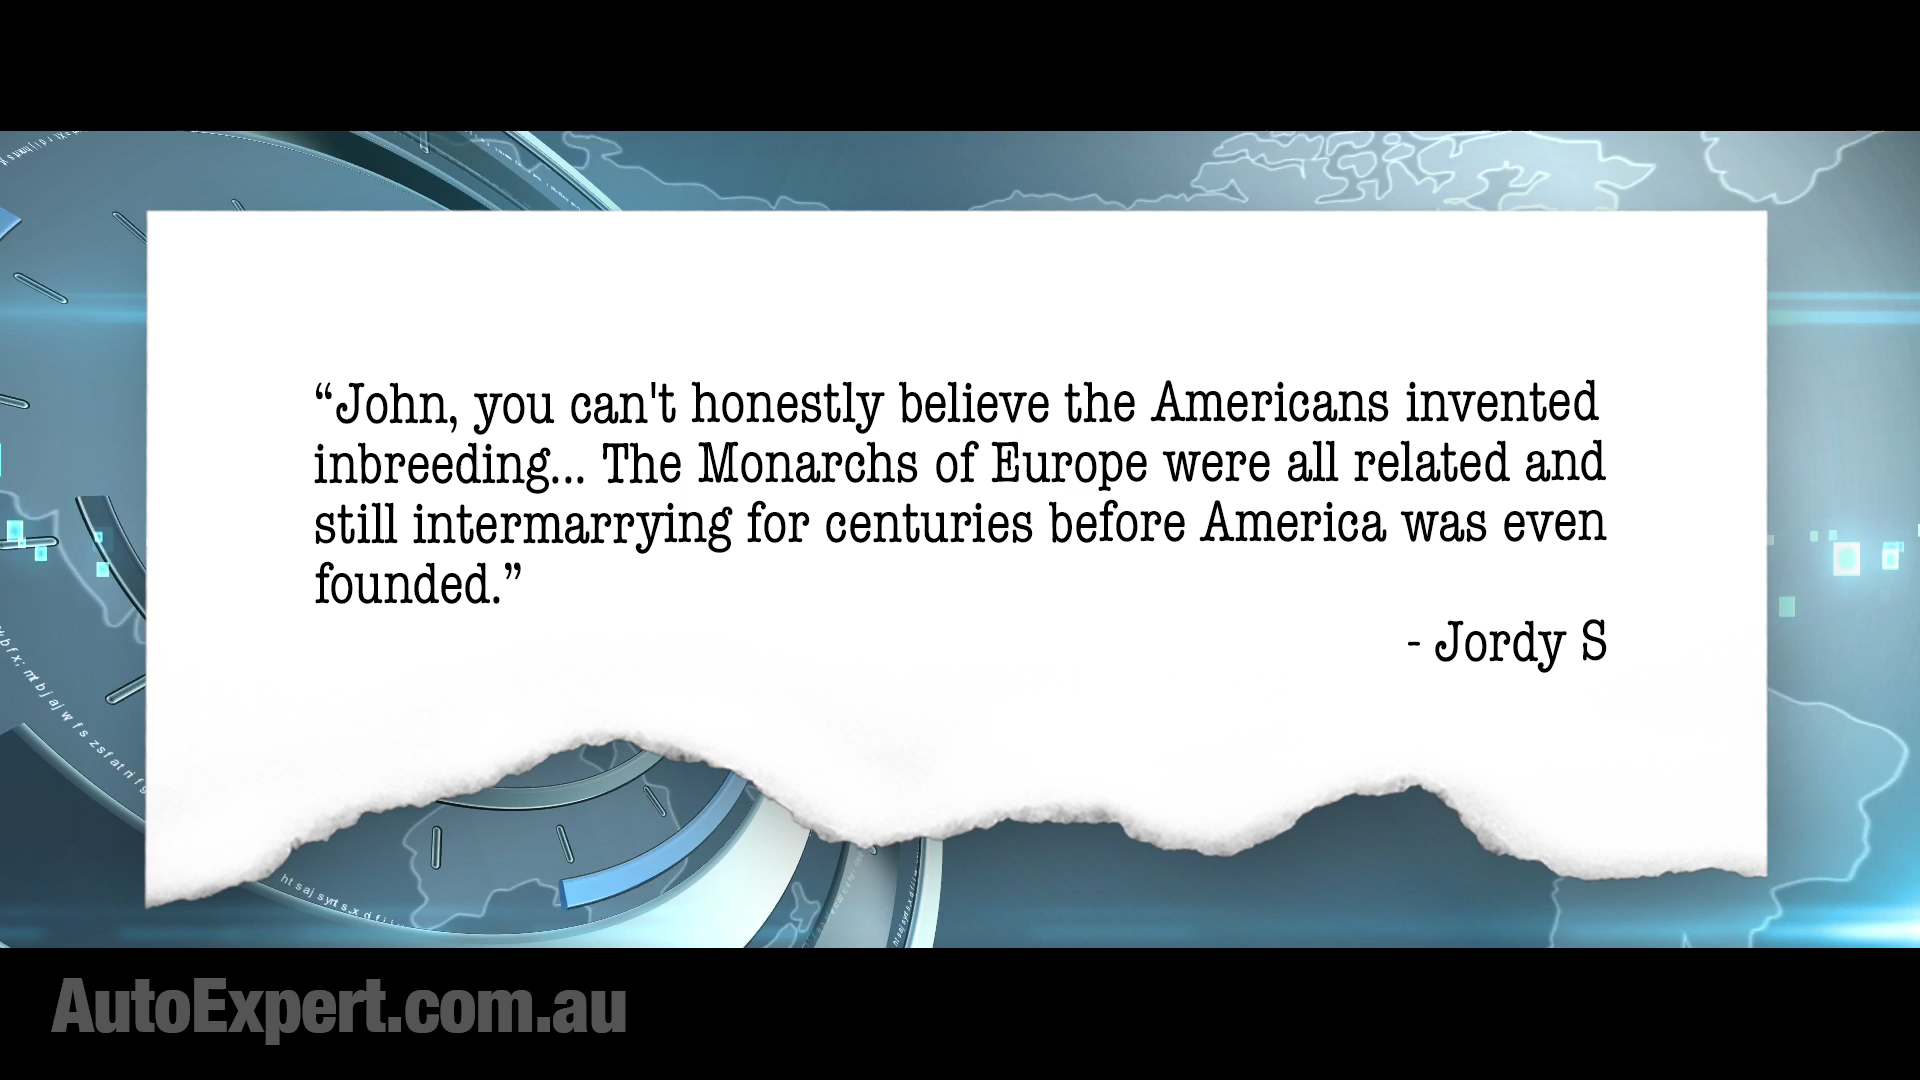 “John, you can't honestly believe the Americans invented
inbreeding... The Monarchs of Europe were all related and
still intermarrying for centuries before America was even
founded.”
- Jordy S
AutoExpert.com.au